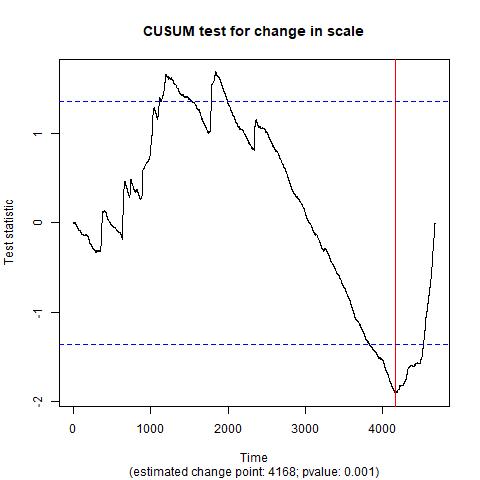 CUSUM test for change in scale
Test statistic
1
0
-1
-2
0
1000
2000
3000
4000
Time
(estimated change point: 4168; pvalue: 0.001)